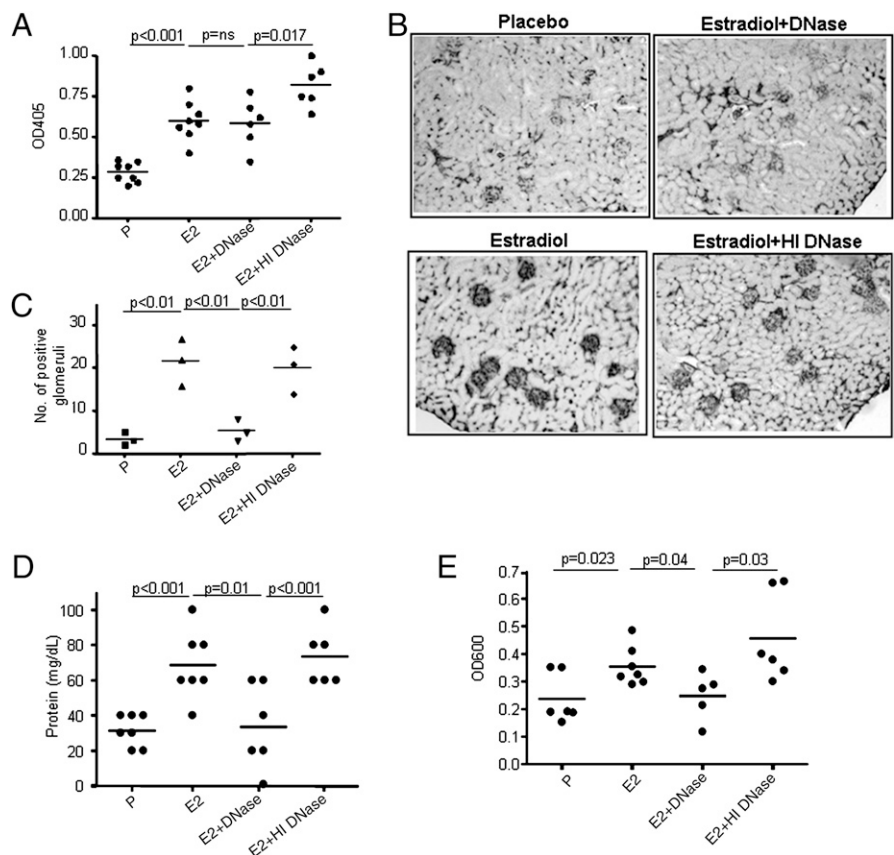 A
p<0.001 p=ns p=0.017
1.00
0.75
0.50
0.25
0.00
OD405
P E2 E2+DNase E2+HI DNase
B
Placebo Estradiol+DNase
Estradiol Estradiol+HI DNase
C
p<0.01 p<0.01 p<0.01
30
20
10
0
No. of positive
glomeruli
P E2 E2+DNase E2+HI DNase
D
p<0.001 p=0.01 p<0.001
100
80
60
40
20
0
Protein (mg/dL)
P E2 E2+DNase E2+HI DNase
E
p=0.023 p=0.04 p=0.03
0.7
0.6
0.5
0.4
0.3
0.2
0.1
0.0
OD600
P E2 E2+DNase E2+HI DNase